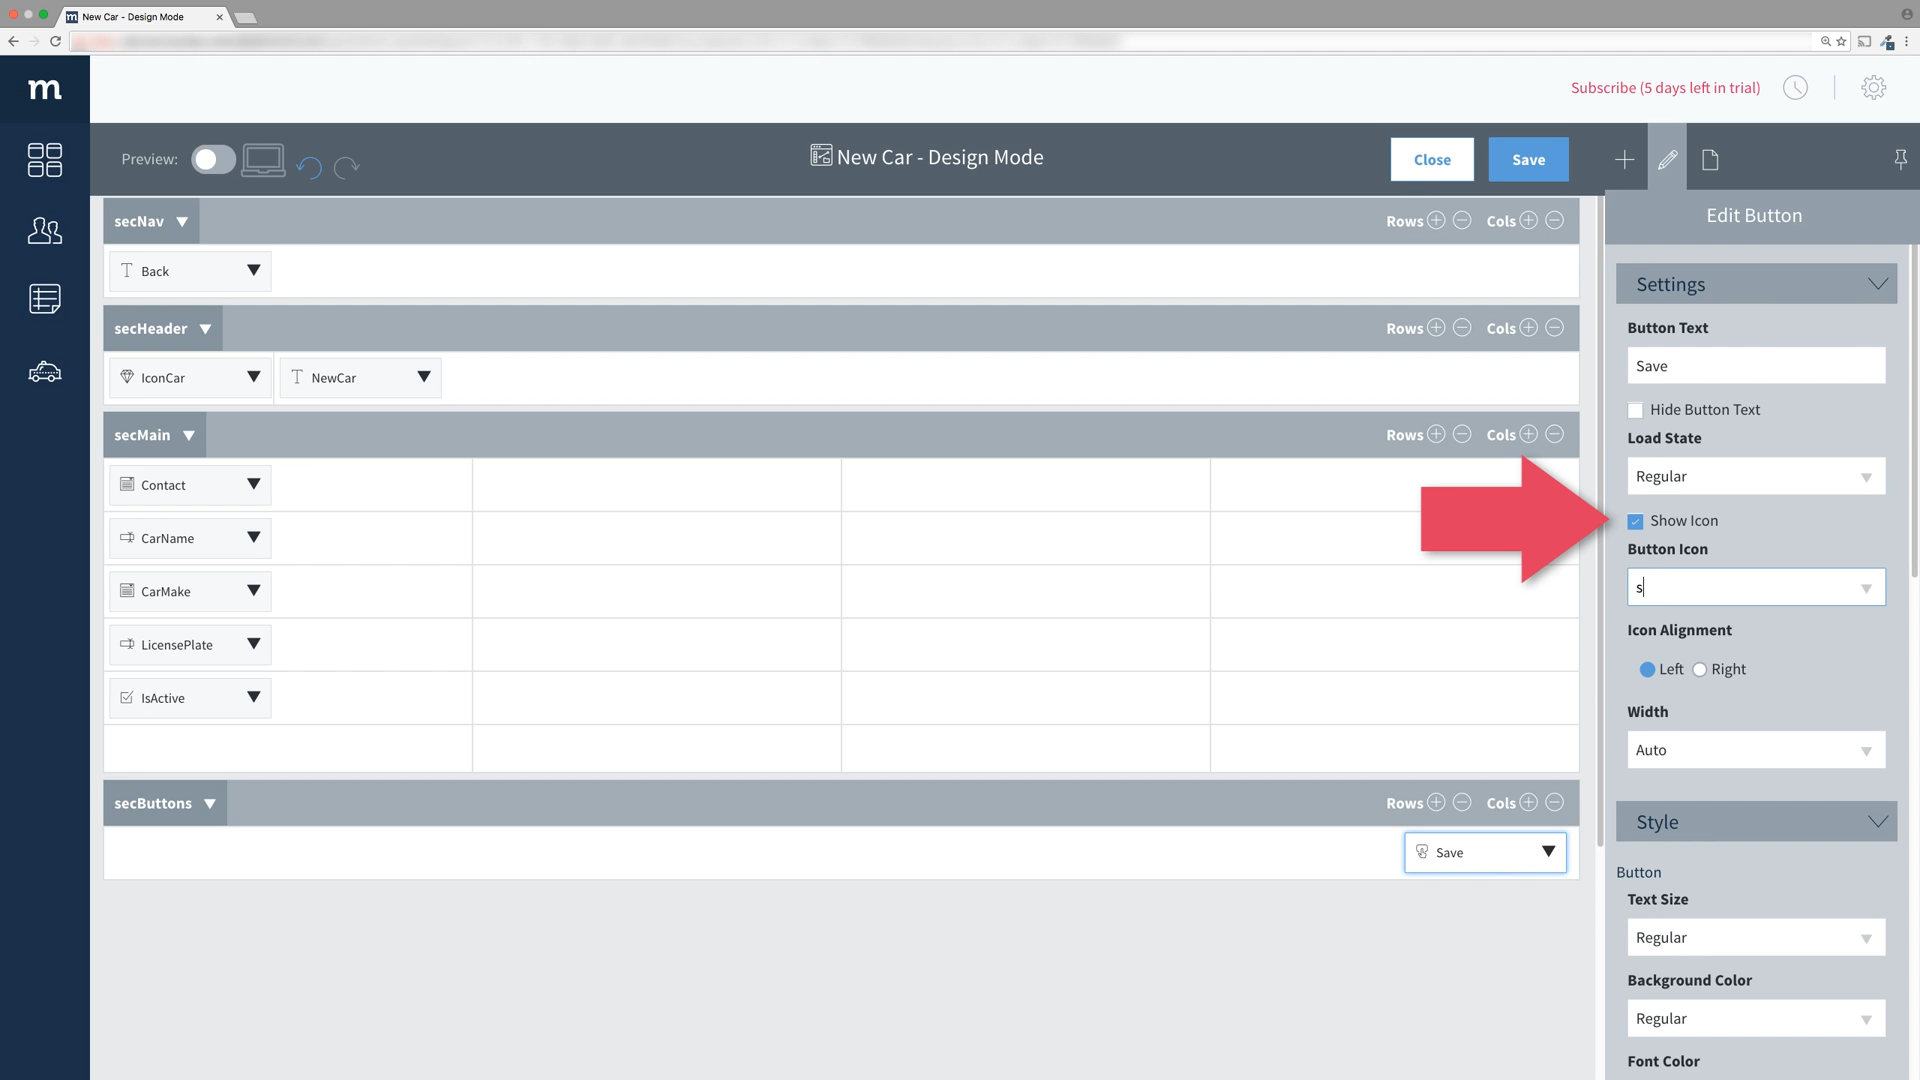 New Car - Design Mode
m
Subscribe (5 days left in trial)
Preview:
New Car - Design Mode
Close
Save
Edit Button
secNav
Rows
Cols
Back
secHeader
Rows
Cols
IconCar
NewCar
secMain
Rows
Cols
Contact
CarName
CarMake
LicensePlate
IsActive
secButtons
Rows
Cols
Save
Settings
Button Text
Save
Hide Button Text
Load State
Regular
Show Icon
Button Icon
s
Icon Alignment
Left
Right
Width
Auto
Style
Button
Text Size
Regular
Background Color
Regular
Font Color